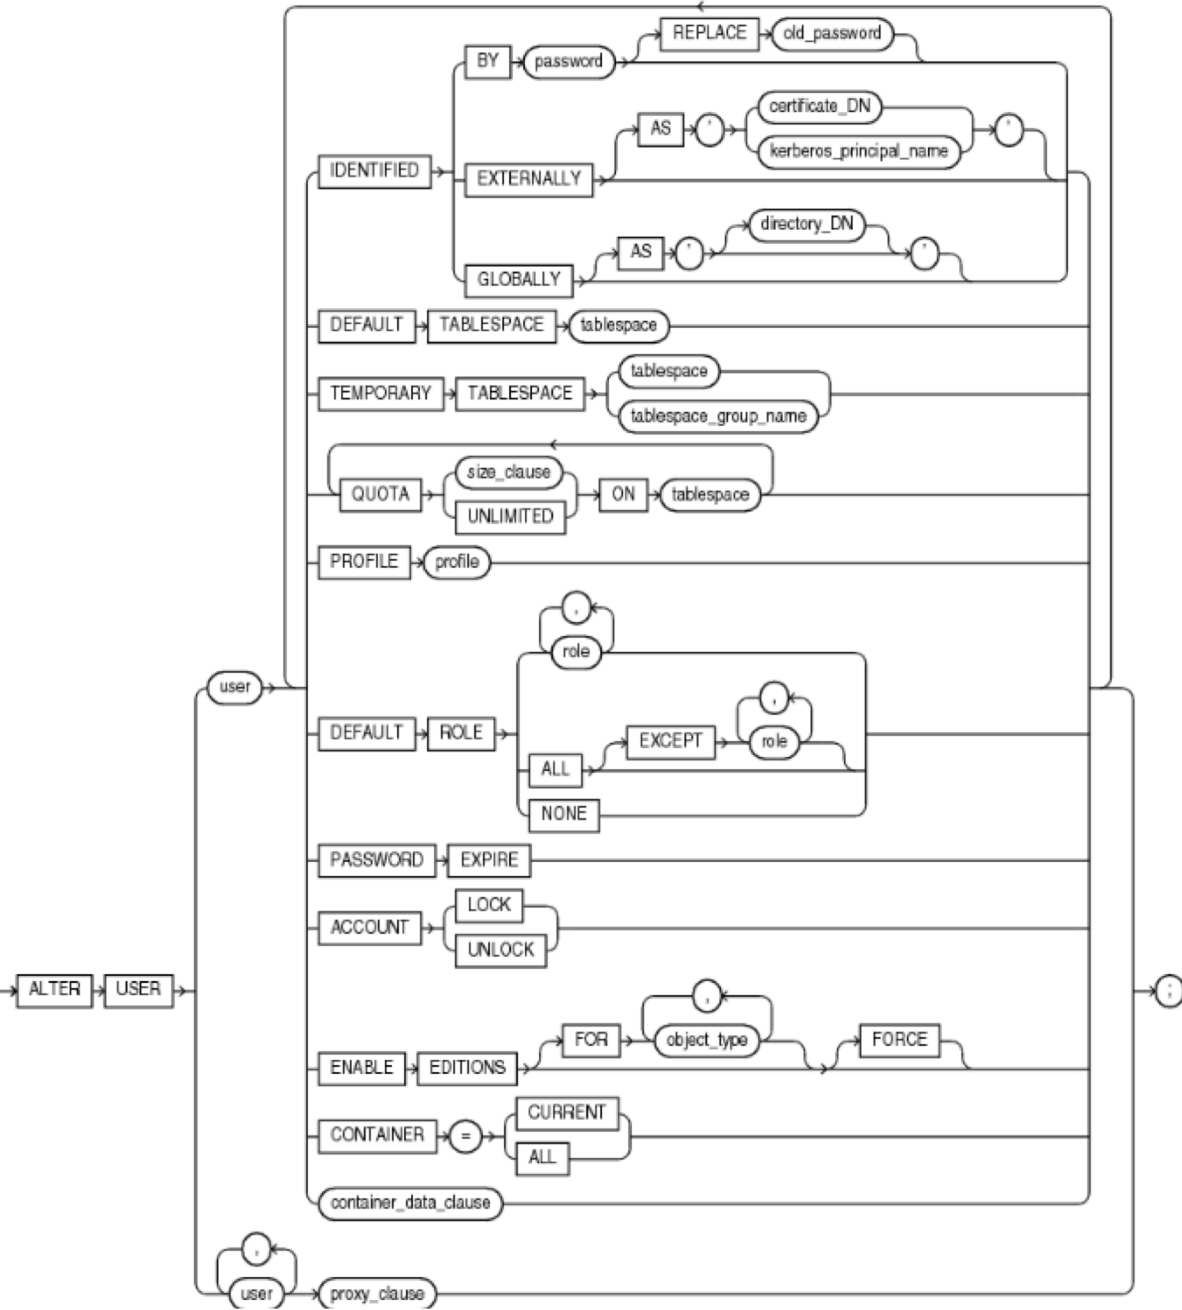 REPLACE old_password
BY password
certificate_DN
AS ' '
kerberos_principal_name
IDENTIFIED
EXTERNALLY
directory_DN
AS ' '
GLOBALLY
DEFAULT TABLESPACE tablespace
tablespace
TEMPORARY TABLESPACE
tablespace_group_name
size_clause
QUOTA ON tablespace
UNLIMITED
PROFILE profile
,
role
user
,
DEFAULT ROLE EXCEPT role
ALL
NONE
PASSWORD EXPIRE
LOCK
ACCOUNT
UNLOCK
ALTER USER ;
,
FOR object_type FORCE
ENABLE EDITIONS
CURRENT
CONTAINER =
ALL
container_data_clause
,
user proxy_clause